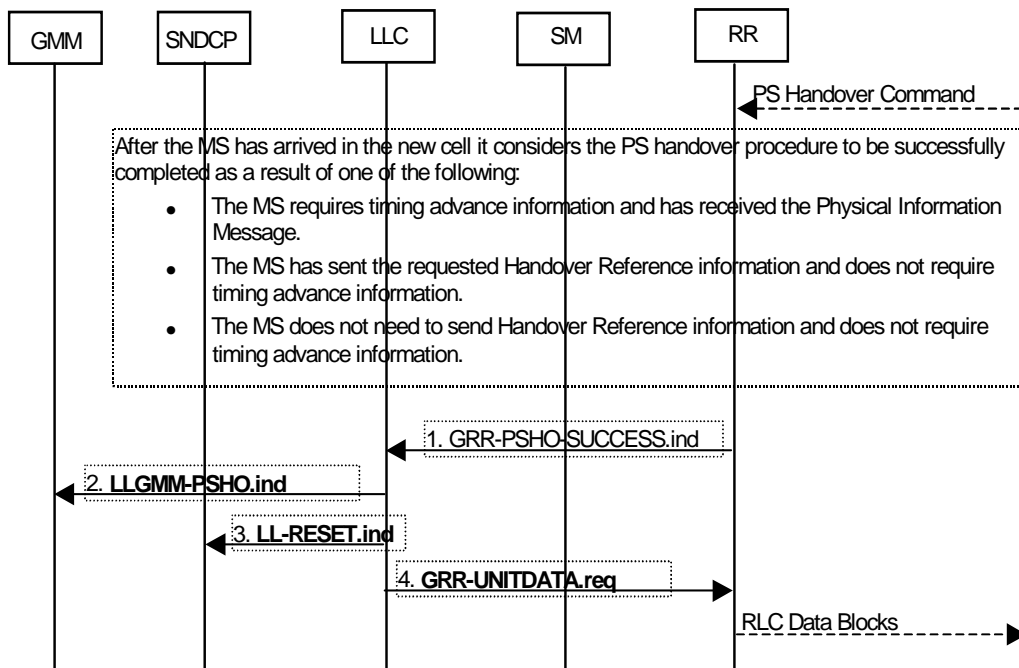 GMM
SNDCP
LLC
SM
RR
PS Handover Command
After the MS has arrived in the new cell it considers the PS handover procedure to be successfully
completed as a result of one of the following:
● The MS requires timing advance information and has received the Physical Information
Message.
● The MS has sent the requested Handover Reference information and does not require
timing advance information.
● The MS does not need to send Handover Reference information and does not require
timing advance information.
1. GRR-PSHO-SUCCESS.ind
2. LLGMM-PSHO.ind
3. LL-RESET.ind
4. GRR-UNITDATA.req
RLC Data Blocks